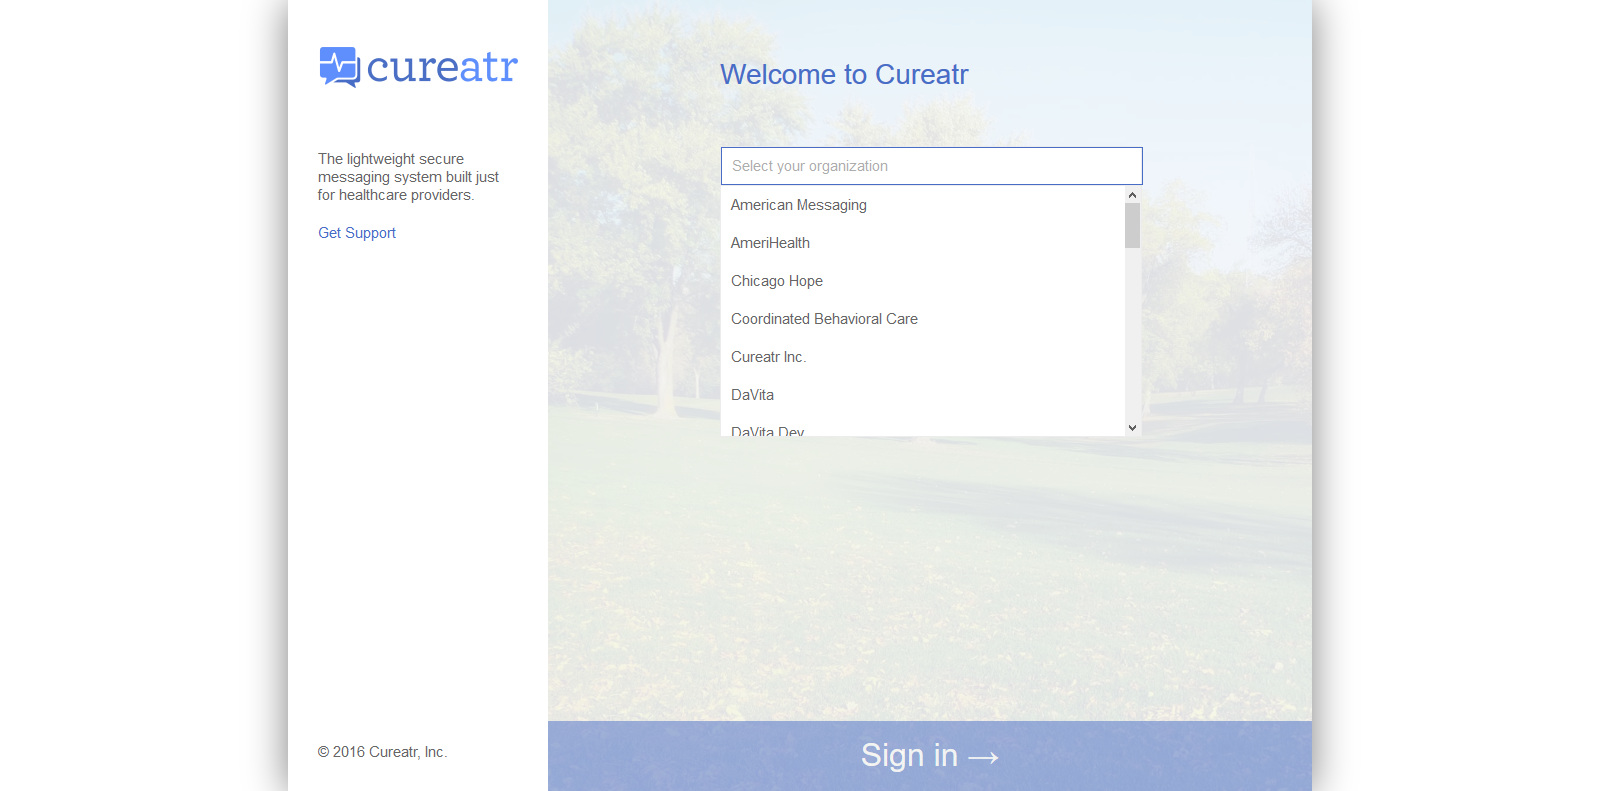 cureatr
The lightweight secure
messaging system built just
for healthcare providers.
Get Support
© 2016 Cureatr, Inc.
Welcome to Cureatr
Select your organization
American Messaging
AmeriHealth
Chicago Hope
Coordinated Behavioral Care
Cureatr Inc.
DaVita
DaVita Dev
Sign in →